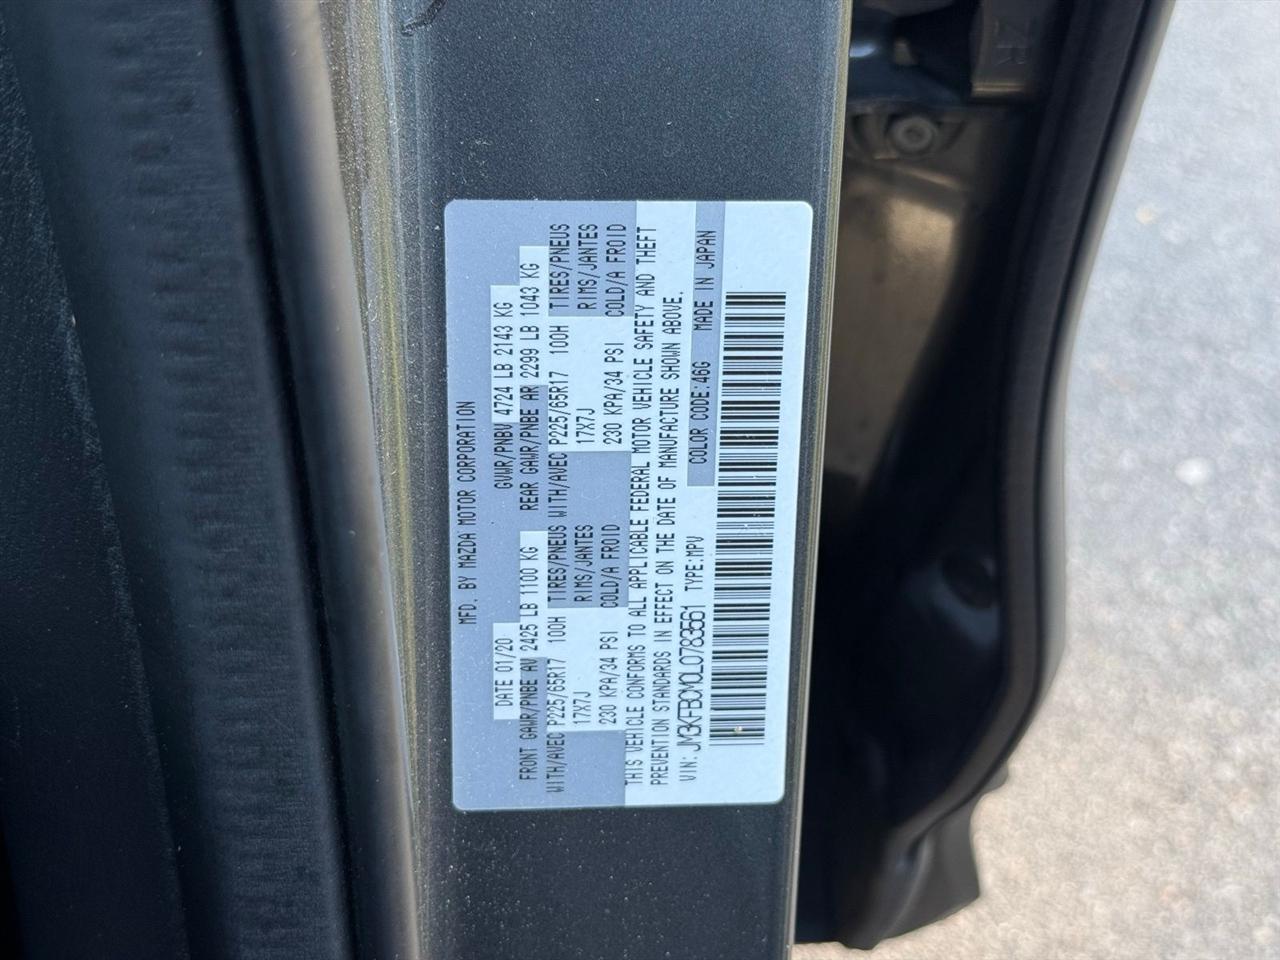 MFD. BY MAZDA MOTOR CORPORATION
DATE 01/20 GVWR/PNBV 4724 LB 2143 KG
FRONT GAWR/PNBE AV 2425 LB 1100 KG REAR GAWR/PNBE AR 2299 LB 1043 KG
WITH/AVEC P225/65R17 100H TIRES/PNEUS WITH/AVEC P225/65R17 100H TIRES/PNEUS
17X7J RIMS/JANTES 17X7J RIMS/JANTES
230 KPA/34 PSI COLD/A FROID 230 KPA/34 PSI COLD/A FROID
THIS VEHICLE CONFORMS TO ALL APPLICABLE FEDERAL MOTOR VEHICLE SAFETY AND THEFT
PREVENTION STANDARDS IN EFFECT ON THE DATE OF MANUFACTURE SHOWN ABOVE.
VIN: JM3KFBCM0L0783561 TYPE:MPV COLOR CODE:46G MADE IN JAPAN